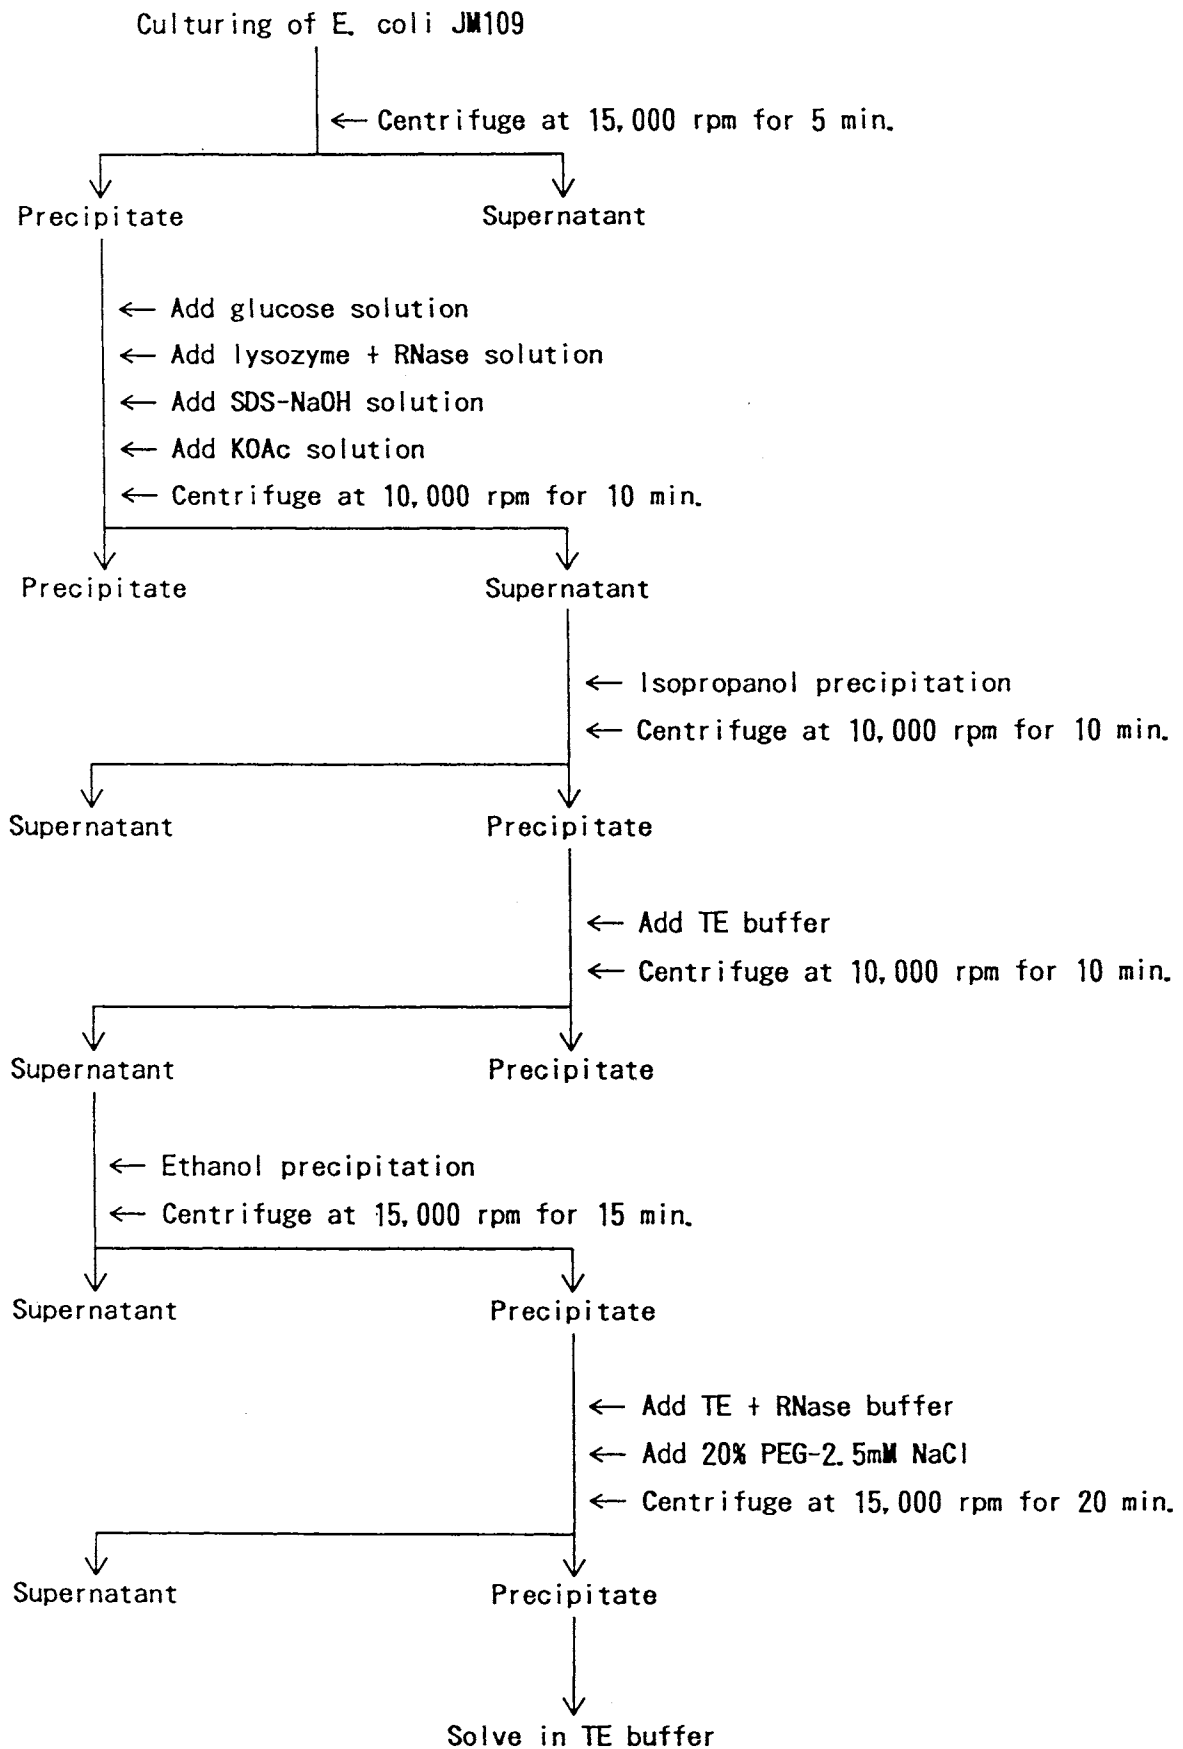 Culturing of E. coli JM109
← Centrifuge at 15,000 rpm for 5 min.
Precipitate Supernatant
← Add glucose solution
← Add lysozyme + RNase solution
← Add SDS-NaOH solution
← Add KOAc solution
← Centrifuge at 10,000 rpm for 10 min.
Precipitate Supernatant
← Isopropanol precipitation
← Centrifuge at 10,000 rpm for 10 min.
Supernatant Precipitate
← Add TE buffer
← Centrifuge at 10,000 rpm for 10 min.
Supernatant Precipitate
← Ethanol precipitation
← Centrifuge at 15,000 rpm for 15 min.
Supernatant Precipitate
← Add TE + RNase buffer
← Add 20% PEG-2.5mM NaCl
← Centrifuge at 15,000 rpm for 20 min.
Supernatant Precipitate
Solve in TE buffer